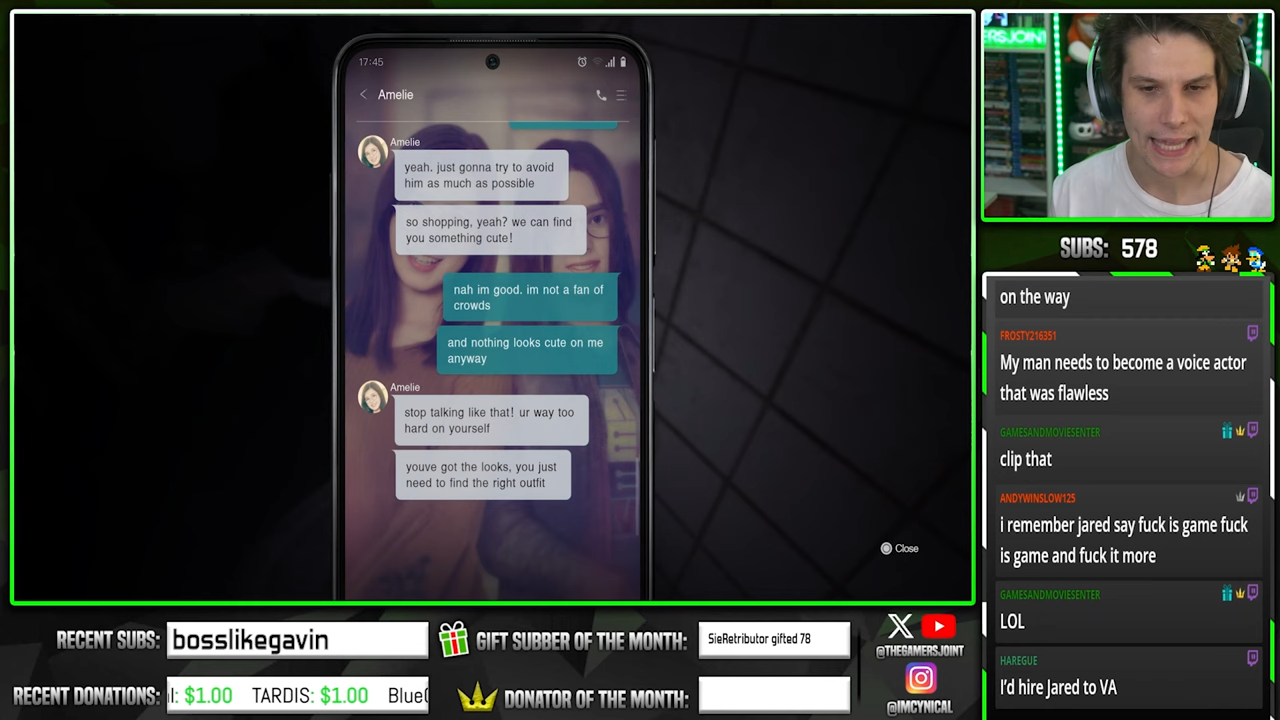 17:45
Amelie
Amelie
yeah. just gonna try to avoid
him as much as possible
so shopping, yeah? we can find
you something cute!
nah im good. im not a fan of
crowds
and nothing looks cute on me
anyway
Amelie
stop talking like that! ur way too
hard on yourself
youve got the looks, you just
need to find the right outfit
Close
SUBS: 578
on the way
FROSTY216351
My man needs to become a voice actor
that was flawless
GAMESANDMOVIESENTER
clip that
ANDYWINSLOW125
i remember jared say fuck is game fuck
is game and fuck it more
GAMESANDMOVIESENTER
LOL
HAREGUE
I'd hire Jared to VA
RECENT SUBS: bosslikegavin
GIFT SUBBER OF THE MONTH: SieRetributor gifted 78
@THEGAMERSJOINT
RECENT DONATIONS: $1.00 TARDIS: $1.00
DONATOR OF THE MONTH:
@IMCYNICAL